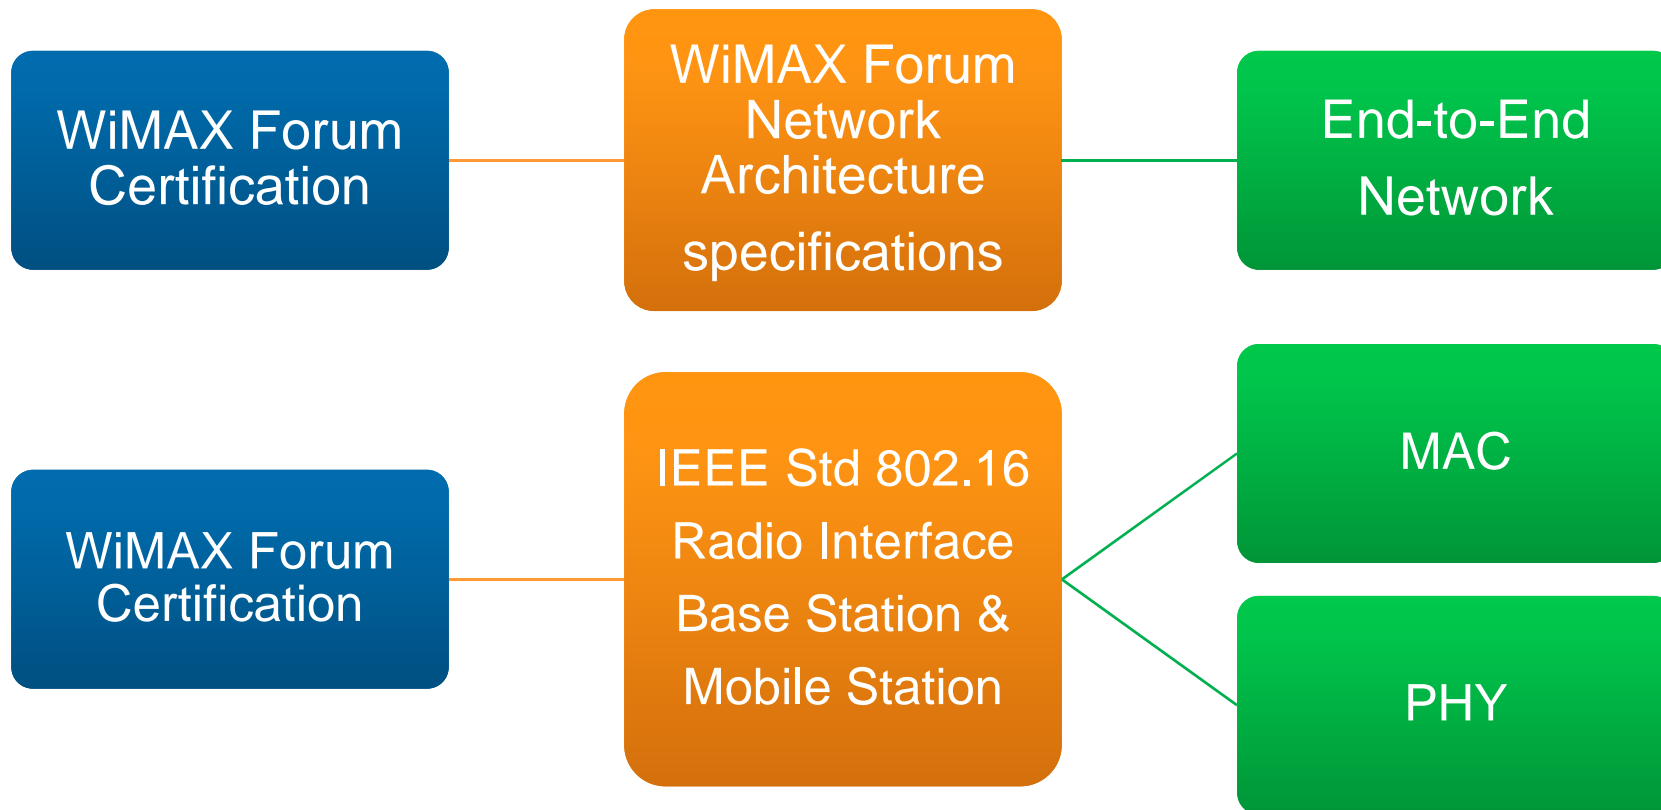 WiMAX Forum
Certification
WiMAX Forum
Network
Architecture
specifications
End-to-End
Network
WiMAX Forum
Certification
IEEE Std 802.16
Radio Interface
Base Station &
Mobile Station
MAC
PHY